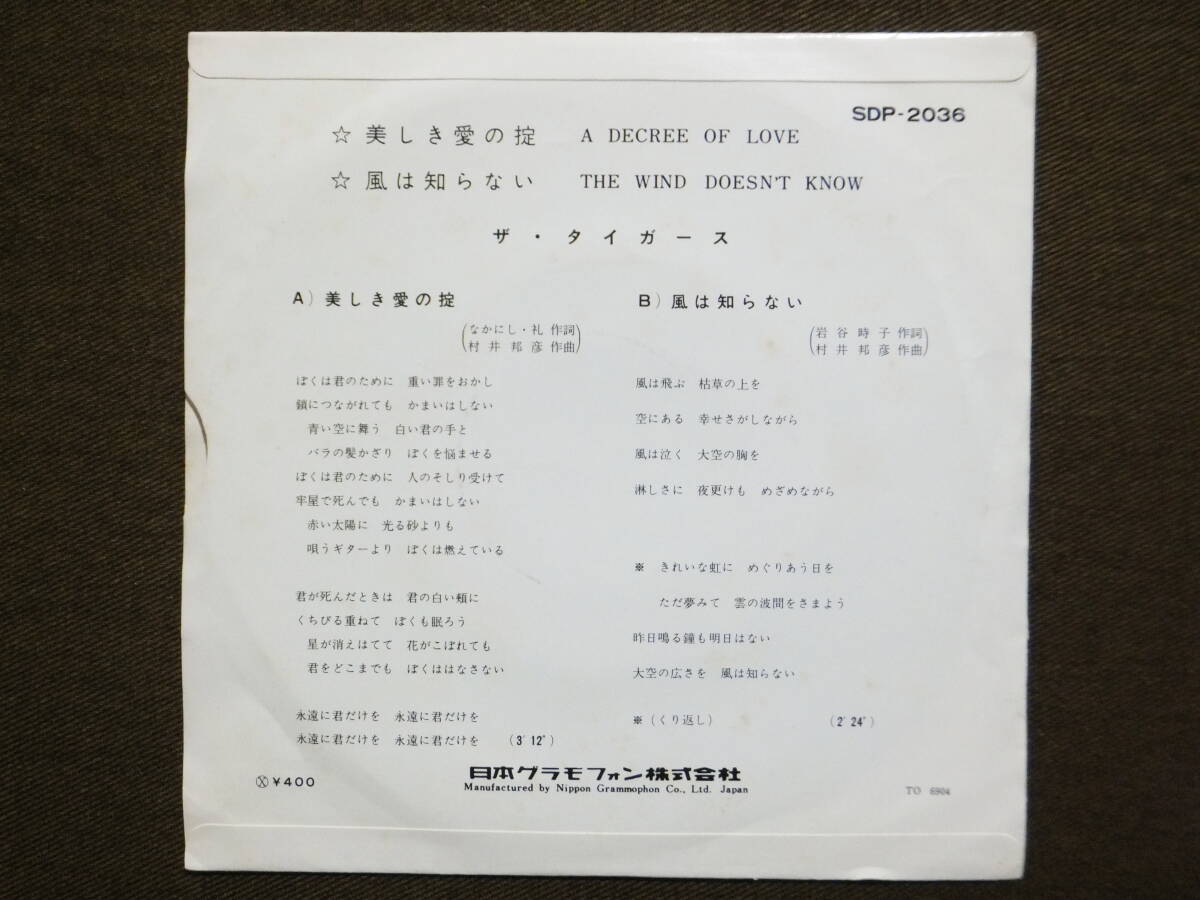 SDP-2036
☆ 美しき愛の掟 A DECREE OF LOVE
☆ 風は知らない THE WIND DOESN'T KNOW
ザ・タイガース
A) 美しき愛の掟
(なかにし・礼 作詞
村井邦彦 作曲)
ぼくは君のために 重い罪をおかし
鎖につながれても かまいはしない
青い空に舞う 白い君の手と
バラの髪かざり ぼくを悩ませる
ぼくは君のために 人のそしり受けて
牢屋で死んでも かまいはしない
赤い太陽に 光る砂よりも
唄うギターより ぼくは燃えている
君が死んだときは 君の白い頬に
くちびる重ねて ぼくも眠ろう
星が消えはてて 花がこぼれても
君をどこまでも ぼくははなさない
永遠に君だけを 永遠に君だけを
永遠に君だけを 永遠に君だけを (3′12″)
B) 風は知らない
(岩谷時子 作詞
村井邦彦 作曲)
風は飛ぶ 枯草の上を
空にある 幸せさがしながら
風は泣く 大空の胸を
淋しさに 夜更けも めざめながら
※ きれいな虹に めぐりあう日を
ただ夢みて 雲の波間をさまよう
昨日鳴る鐘も明日はない
大空の広さを 風は知らない
※(くり返し) (2′24″)
Ⓧ ¥400
日本グラモフォン株式会社
Manufactured by Nippon Grammophon Co., Ltd. Japan
TO 6904